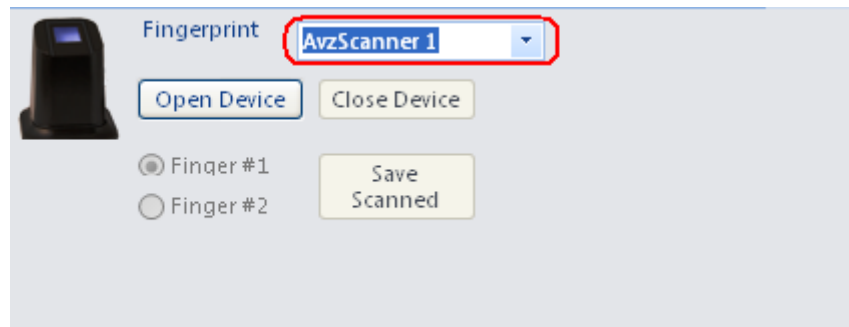 Fingerprint
AvzScanner 1
Open Device
Close Device
Finger #1
Finger #2
Save
Scanned